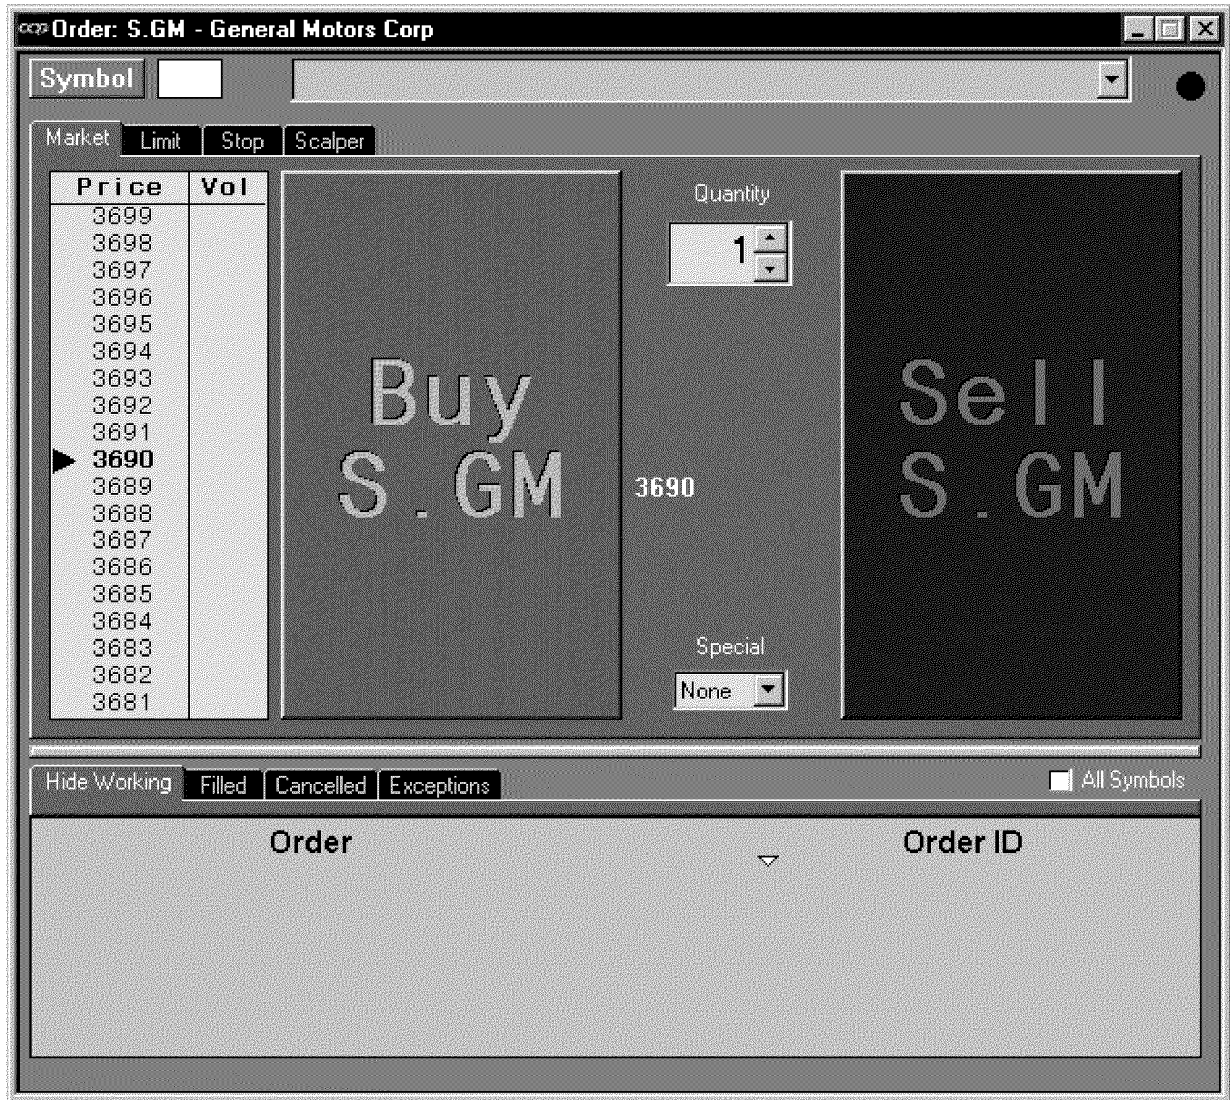 CQG Order: S.GM - General Motors Corp
Symbol
Market Limit Stop Scalper
Price Vol
3699
3698
3697
3696
3695
3694
3693
3692
3691
3690
3689
3688
3687
3686
3685
3684
3683
3682
3681
Buy
S.GM
Quantity
1
3690
Special
None
Sell
S.GM
Hide Working Filled Cancelled Exceptions All Symbols
Order Order ID